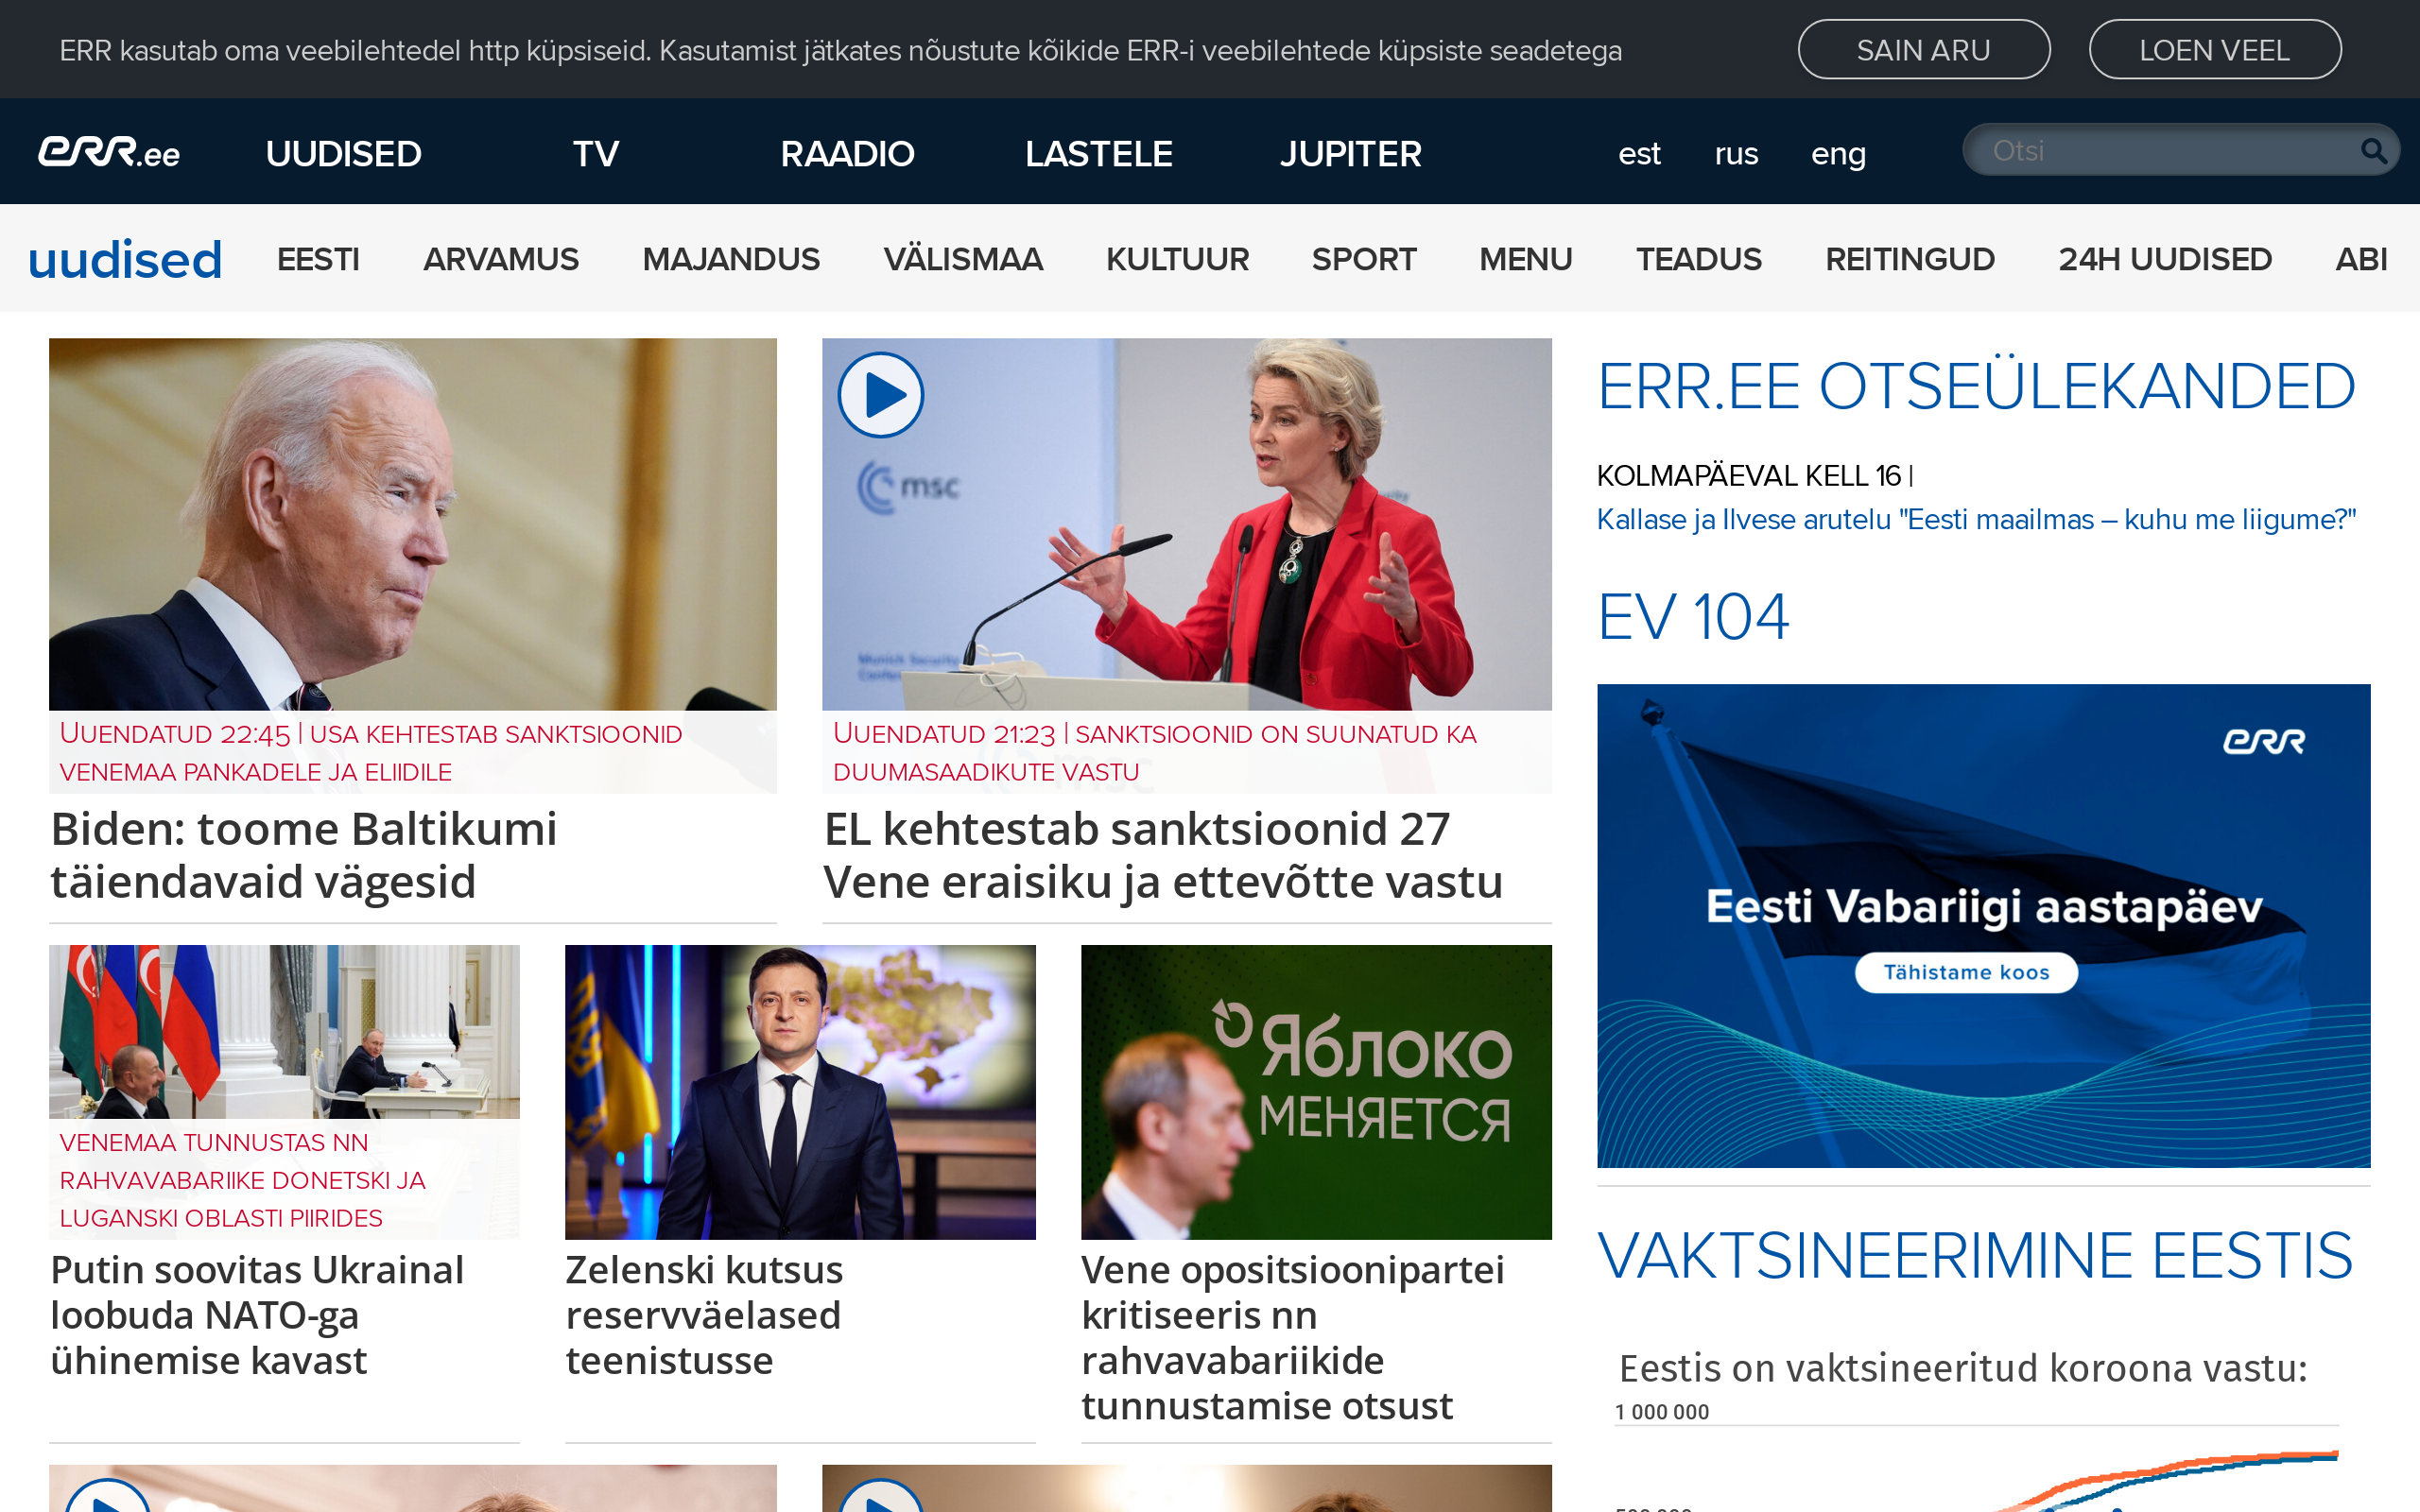 ERR kasutab oma veebilehtedel http küpsiseid. Kasutamist jätkates nõustute kõikide ERR-i veebilehtede küpsiste seadetega
SAIN ARU
LOEN VEEL
err.ee
UUDISED
TV
RAADIO
LASTELE
JUPITER
est
rus
eng
Otsi
uudised
EESTI
ARVAMUS
MAJANDUS
VÄLISMAA
KULTUUR
SPORT
MENU
TEADUS
REITINGUD
24H UUDISED
ABI
msc
Munich Security
UUENDATUD 22:45 | USA KEHTESTAB SANKTSIOONID
VENEMAA PANKADELE JA ELIIDILE
Biden: toome Baltikumi
täiendavaid vägesid
UUENDATUD 21:23 | SANKTSIOONID ON SUUNATUD KA
DUUMASAADIKUTE VASTU
EL kehtestab sanktsioonid 27
Vene eraisiku ja ettevõtte vastu
VENEMAA TUNNUSTAS NN
RAHVAVABARIIKE DONETSKI JA
LUGANSKI OBLASTI PIIRIDES
Putin soovitas Ukrainal
loobuda NATO-ga
ühinemise kavast
Zelenski kutsus
reservväelased
teenistusse
Яблоко
МЕНЯЕТСЯ
Vene opositsioonipartei
kritiseeris nn
rahvavabariikide
tunnustamise otsust
ERR.EE OTSEÜLEKANDED
KOLMAPÄEVAL KELL 16 |
Kallase ja Ilvese arutelu "Eesti maailmas – kuhu me liigume?"
EV 104
err
Eesti Vabariigi aastapäev
Tähistame koos
VAKTSINEERIMINE EESTIS
Eestis on vaktsineeritud koroona vastu:
1 000 000